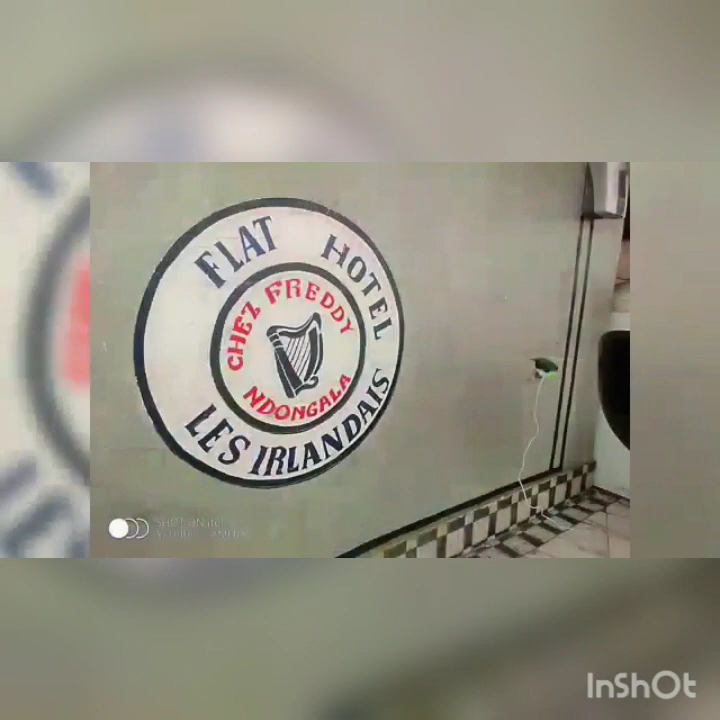 FLAT HOTEL
CHEZ FREDDY
NDONGALA
LES IRLANDAIS
InShOt